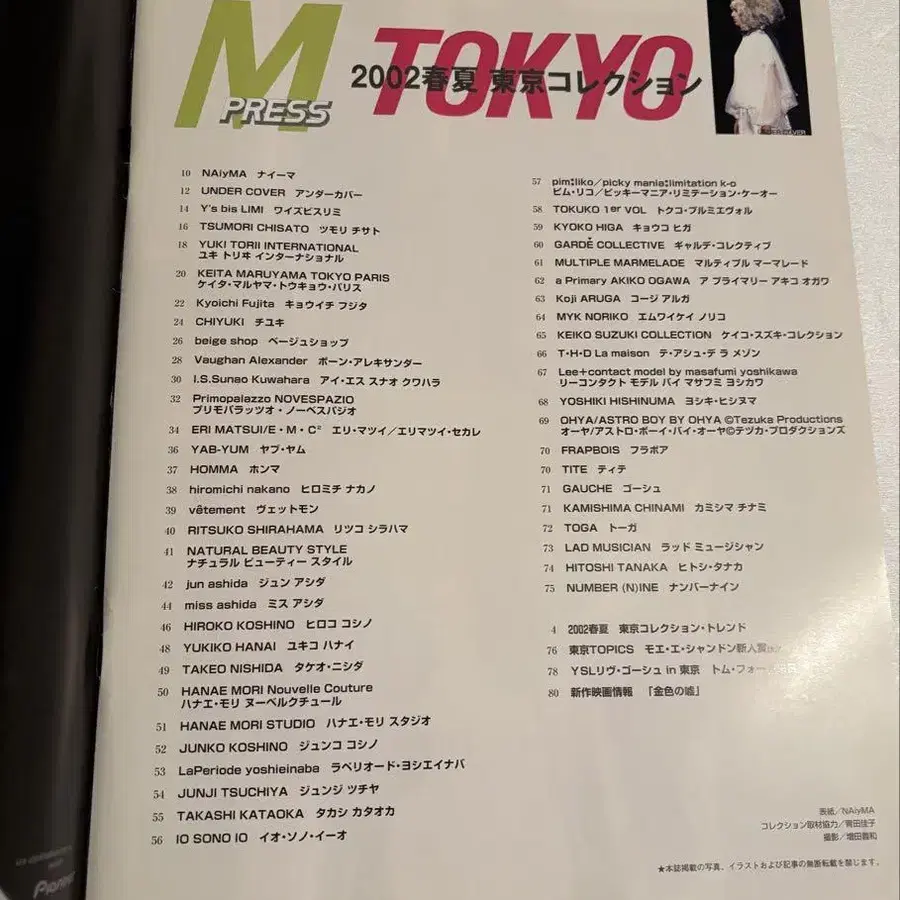 M PRESS TOKYO
2002春夏 東京コレクション
10 NAiyMA ナイーマ
12 UNDER COVER アンダーカバー
14 Y's bis LIMI ワイズビスリミ
16 TSUMORI CHISATO ツモリ チサト
18 YUKI TORII INTERNATIONAL
ユキ トリヰ インターナショナル
20 KEITA MARUYAMA TOKYO PARIS
ケイタ・マルヤマ・トウキョウ・パリス
22 Kyoichi Fujita キョウイチ フジタ
24 CHIYUKI チユキ
26 beige shop ベージュショップ
28 Vaughan Alexander ボーン・アレキサンダー
30 I.S.Sunao Kuwahara アイ・エス スナオ クワハラ
32 Primopalazzo NOVESPAZIO
プリモパラッツオ・ノーベスパジオ
34 ERI MATSUI/E・M・C² エリ・マツイ/エリマツイ・セカレ
36 YAB-YUM ヤブ・ヤム
37 HOMMA ホンマ
38 hiromichi nakano ヒロミチ ナカノ
39 vêtement ヴェットモン
40 RITSUKO SHIRAHAMA リツコ シラハマ
41 NATURAL BEAUTY STYLE
ナチュラル ビューティー スタイル
42 jun ashida ジュン アシダ
44 miss ashida ミス アシダ
46 HIROKO KOSHINO ヒロコ コシノ
48 YUKIKO HANAI ユキコ ハナイ
49 TAKEO NISHIDA タケオ・ニシダ
50 HANAE MORI Nouvelle Couture
ハナエ・モリ ヌーベルクチュール
51 HANAE MORI STUDIO ハナエ・モリ スタジオ
52 JUNKO KOSHINO ジュンコ コシノ
53 LaPeriode yoshieinaba ラペリオード・ヨシエイナバ
54 JUNJI TSUCHIYA ジュンジ ツチヤ
55 TAKASHI KATAOKA タカシ カタオカ
56 IO SONO IO イオ・ソノ・イーオ
57 pim:liko/picky mania:limitation k-o
ピム・リコ/ピッキーマニア・リミテーション・ケーオー
58 TOKUKO 1er VOL トクコ・プルミエヴォル
59 KYOKO HIGA キョウコ ヒガ
60 GARDĖ COLLECTIVE ギャルデ・コレクティブ
61 MULTIPLE MARMELADE マルティプル マーマレード
62 a Primary AKIKO OGAWA ア プライマリー アキコ オガワ
63 Koji ARUGA コージ アルガ
64 MYK NORIKO エムワイケイ ノリコ
65 KEIKO SUZUKI COLLECTION ケイコ・スズキ・コレクション
66 T・H・D La maison テ・アシュ・デ ラ メゾン
67 Lee+contact model by masafumi yoshikawa
リーコンタクト モデル バイ マサフミ ヨシカワ
68 YOSHIKI HISHINUMA ヨシキ・ヒシヌマ
69 OHYA/ASTRO BOY BY OHYA ©Tezuka Productions
オーヤ/アストロ・ボーイ・バイ・オーヤ©テヅカ・プロダクションズ
70 FRAPBOIS フラボア
70 TITE ティテ
71 GAUCHE ゴーシュ
71 KAMISHIMA CHINAMI カミシマ チナミ
72 TOGA トーガ
73 LAD MUSICIAN ラッド ミュージシャン
74 HITOSHI TANAKA ヒトシ・タナカ
75 NUMBER (N)INE ナンバーナイン
4 2002春夏 東京コレクション・トレンド
76 東京TOPICS モエ・エ・シャンドン新人賞
78 YSLリヴ・ゴーシュ in 東京 トム・フォー
80 新作映画情報 「金色の嘘」
表紙/NAiyMA
コレクション取材協力/青田佳子
撮影/増田義和
★本誌掲載の写真、イラストおよび記事の無断転載を禁じます。
UNDER COVER
Pioneer